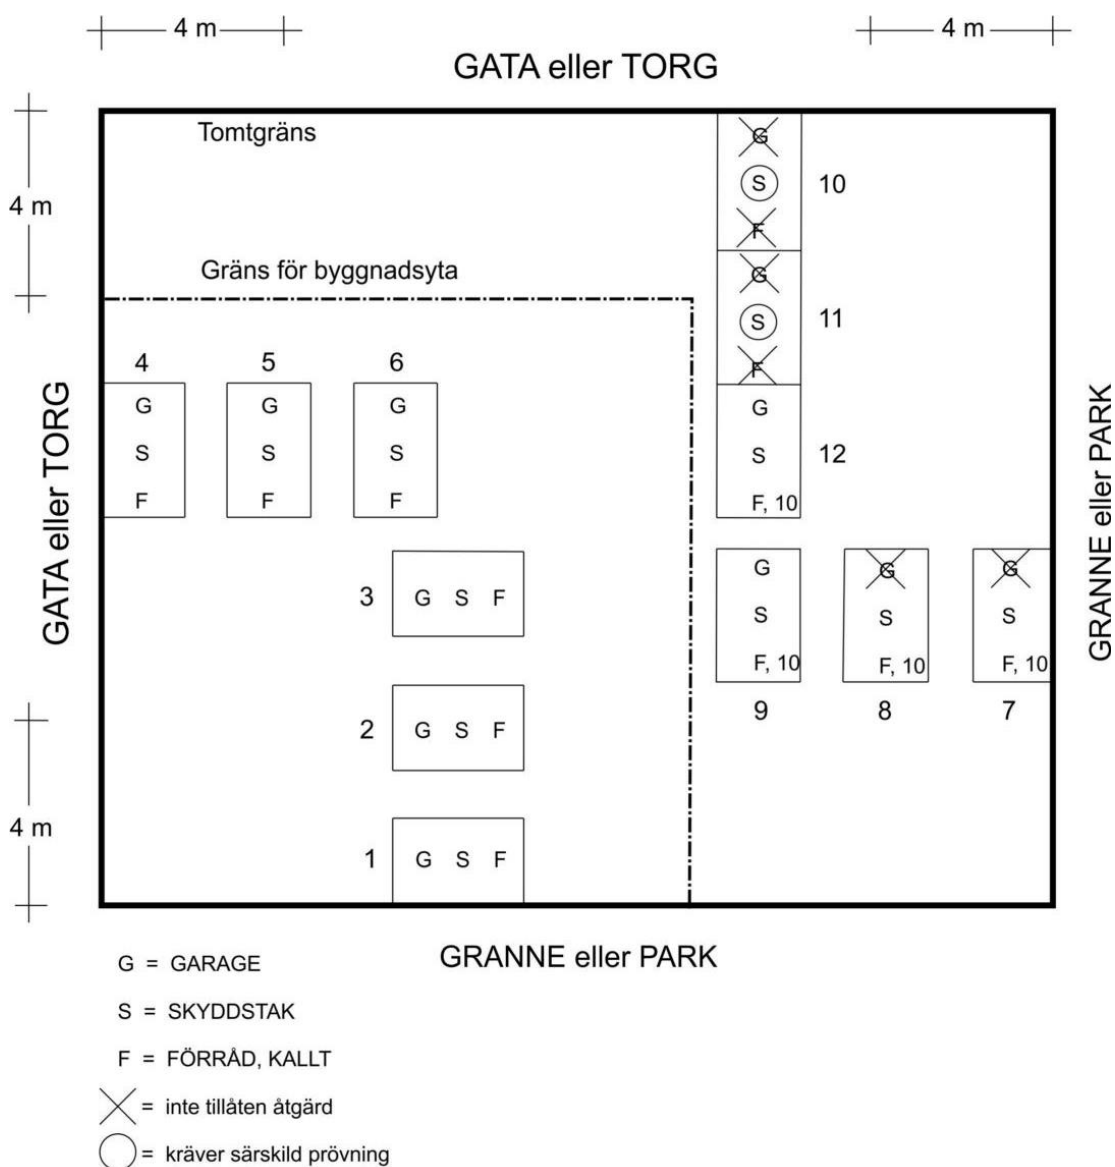 4 m
4 m
GATA eller TORG
Tomtgräns
G
S
10
F
4 m
Gräns för byggnadsyta
G
S
11
F
4
5
6
G
G
G
G
S
S
S
S
12
F
F
F
F, 10
GATA eller TORG
GRANNE eller PARK
3
G S F
G
G
G
S
S
S
F, 10
F, 10
F, 10
9
8
7
2
G S F
4 m
1
G S F
GRANNE eller PARK
G = GARAGE
S = SKYDDSTAK
F = FÖRRÅD, KALLT
= inte tillåten åtgärd
= kräver särskild prövning